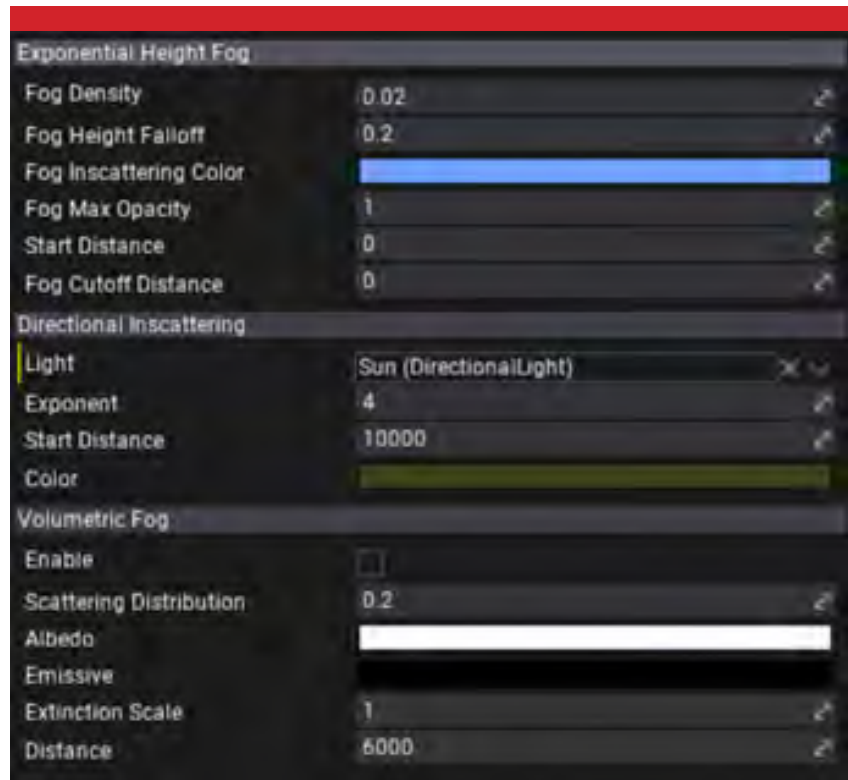 Exponential Height Fog
Fog Density 0.02
Fog Height Falloff 0.2
Fog Inscattering Color
Fog Max Opacity 1
Start Distance 0
Fog Cutoff Distance 0
Directional Inscattering
Light Sun (DirectionalLight)
Exponent 4
Start Distance 10000
Color
Volumetric Fog
Enable
Scattering Distribution 0.2
Albedo
Emissive
Extinction Scale 1
Distance 6000